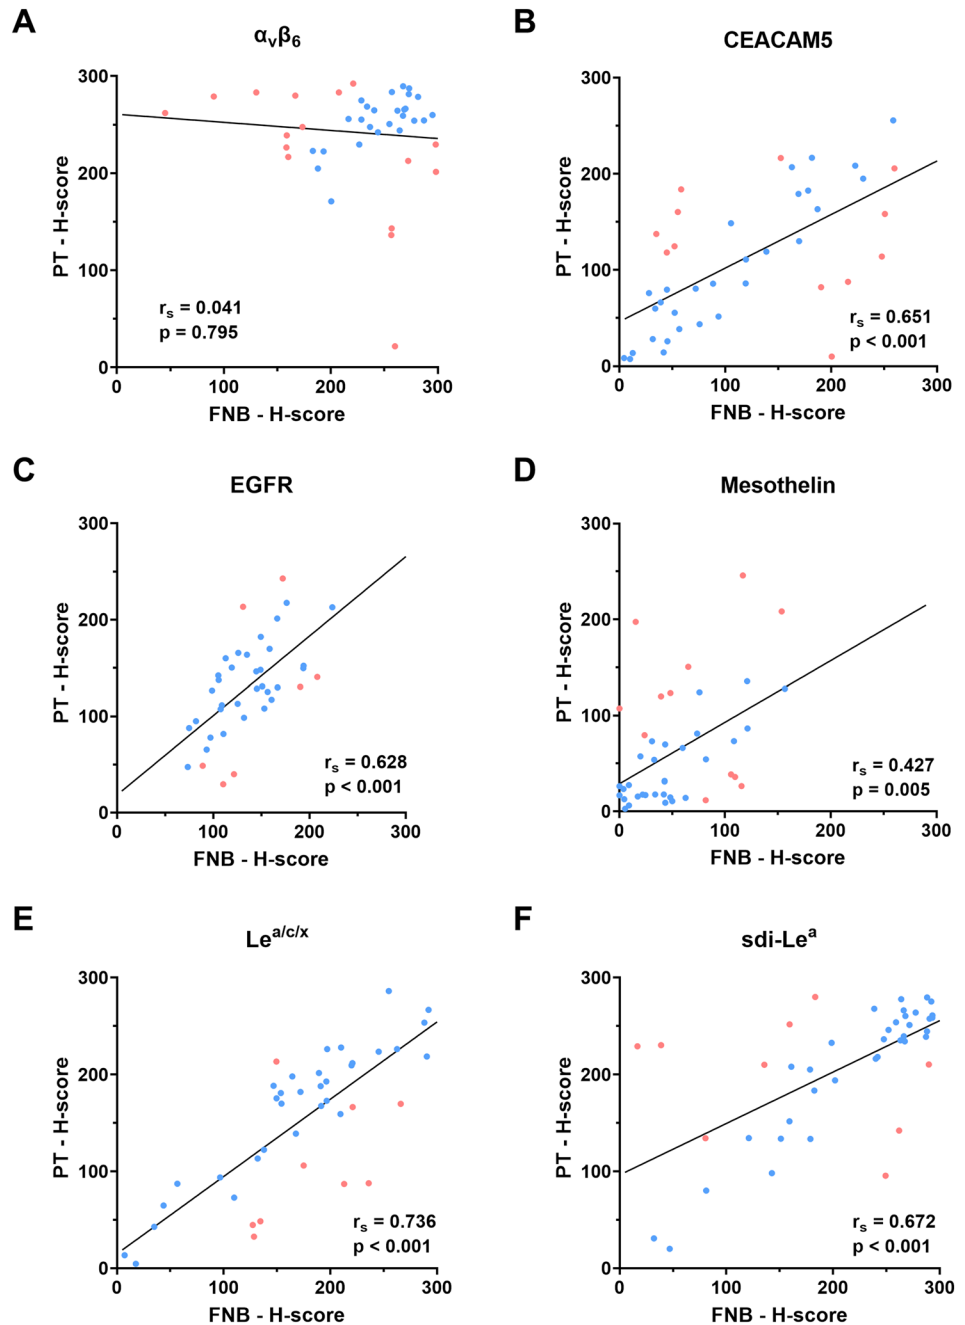 A
αvβ6
300
200
100
0
PT - H-score
rs = 0.041
p = 0.795
0 100 200 300
FNB - H-score
B
CEACAM5
300
200
100
0
PT - H-score
rs = 0.651
p < 0.001
0 100 200 300
FNB - H-score
C
EGFR
300
200
100
0
PT - H-score
rs = 0.628
p < 0.001
0 100 200 300
FNB - H-score
D
Mesothelin
300
200
100
0
PT - H-score
rs = 0.427
p = 0.005
0 100 200 300
FNB - H-score
E
Le^a/c/x
300
200
100
0
PT - H-score
rs = 0.736
p < 0.001
0 100 200 300
FNB - H-score
F
sdi-Le^a
300
200
100
0
PT - H-score
rs = 0.672
p < 0.001
0 100 200 300
FNB - H-score